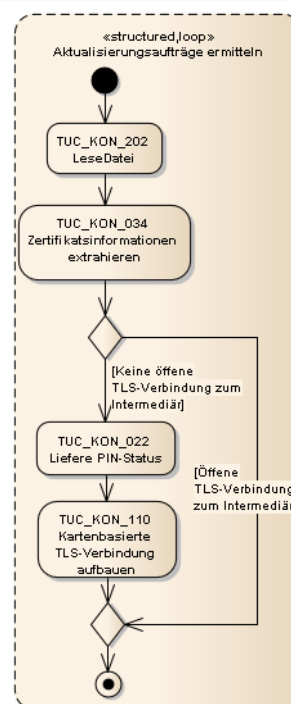 «structured,loop»
Aktualisierungsaufträge ermitteln
TUC_KON_202
LeseDatei
TUC_KON_034
Zertifikatsinformationen
extrahieren
[Keine öffene
TLS-Verbindung zum
Intermediär]
TUC_KON_022
Liefere PIN-Status
[Öffene
TLS-Verbindung
zum Intermediär
TUC_KON_110
Kartenbasierte
TLS-Verbindung
aufbauen